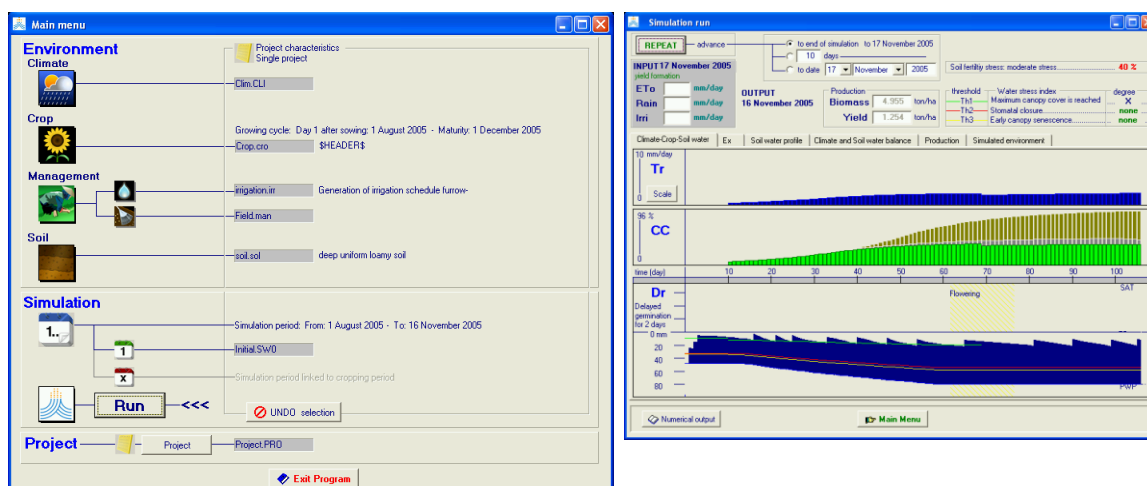 Main menu
Environment
Project characteristics
Single project
Climate
Clim.CLI
Crop
Growing cycle: Day 1 after sowing: 1 August 2005 - Maturity: 1 December 2005
Crop.cro $HEADER$
Management
irrigation.irr Generation of irrigation schedule furrow-
Field.man
Soil
soil.sol deep uniform loamy soil
Simulation
1.. Simulation period: From: 1 August 2005 - To: 16 November 2005
1 Initial.SW0
x Simulation period linked to cropping period
Run <<<
UNDO selection
Project Project Project.PRO
Exit Program
Simulation run
REPEAT advance to end of simulation to 17 November 2005
10 days
to date 17 November 2005
Soil fertiltiy stress: moderate stress 40 %
INPUT 17 November 2005
yield formation
ETo mm/day
Rain mm/day
Irri mm/day
OUTPUT
16 November 2005
Production
Biomass 4.955 ton/ha
Yield 1.254 ton/ha
threshold Water stress index degree
Th1 Maximum canopy cover is reached X
Th2 Stomatal closure none
Th3 Early canopy senescence none
Climate-Crop-Soil water Ex Soil water profile Climate and Soil water balance Production Simulated environment
10 mm/day
Tr
Scale
0
96 %
CC
0
time (day) 10 20 30 40 50 60 70 80 90 100
Dr Flowering SAT
Delayed
germination
for 2 days
0 mm
20
40
60
80 PWP
Numerical output Main Menu